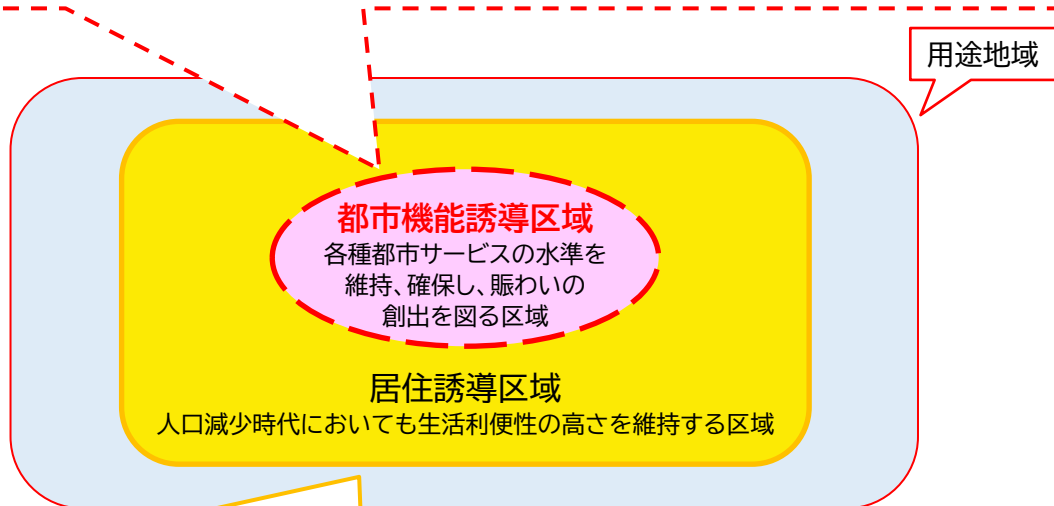 用途地域
都市機能誘導区域
各種都市サービスの水準を
維持、確保し、賑わいの
創出を図る区域
居住誘導区域
人口減少時代においても生活利便性の高さを維持する区域